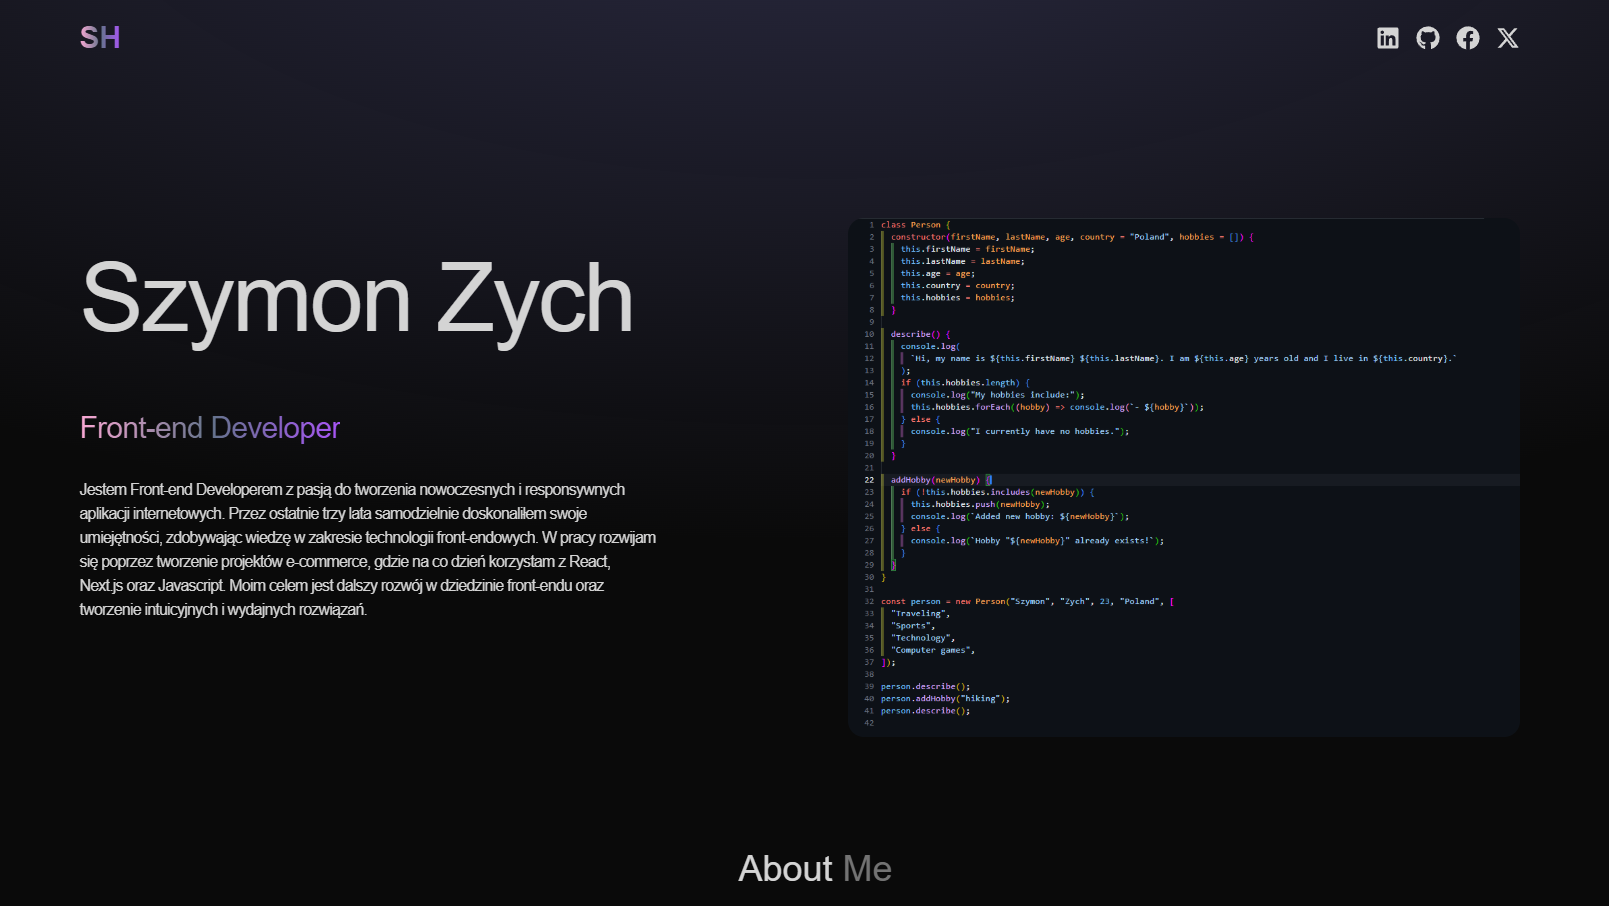 SH
Szymon Zych
Front-end Developer
Jestem Front-end Developerem z pasją do tworzenia nowoczesnych i responsywnych
aplikacji internetowych. Przez ostatnie trzy lata samodzielnie doskonaliłem swoje
umiejętności, zdobywając wiedzę w zakresie technologii front-endowych. W pracy rozwijam
się poprzez tworzenie projektów e-commerce, gdzie na co dzień korzystam z React,
Next.js oraz Javascript. Moim celem jest dalszy rozwój w dziedzinie front-endu oraz
tworzenie intuicyjnych i wydajnych rozwiązań.
1 class Person {
2 constructor(firstName, lastName, age, country = "Poland", hobbies = []) {
3 this.firstName = firstName;
4 this.lastName = lastName;
5 this.age = age;
6 this.country = country;
7 this.hobbies = hobbies;
8 }
9
10 describe() {
11 console.log(
12 `Hi, my name is ${this.firstName} ${this.lastName}. I am ${this.age} years old and I live in ${this.country}.`
13 );
14 if (this.hobbies.length) {
15 console.log("My hobbies include:");
16 this.hobbies.forEach((hobby) => console.log(`- ${hobby}`));
17 } else {
18 console.log("I currently have no hobbies.");
19 }
20 }
21
22 addHobby(newHobby) {
23 if (!this.hobbies.includes(newHobby)) {
24 this.hobbies.push(newHobby);
25 console.log(`Added new hobby: ${newHobby}`);
26 } else {
27 console.log(`Hobby "${newHobby}" already exists!`);
28 }
29 }
30 }
31
32 const person = new Person("Szymon", "Zych", 23, "Poland", [
33 "Traveling",
34 "Sports",
35 "Technology",
36 "Computer games",
37 ]);
38
39 person.describe();
40 person.addHobby("hiking");
41 person.describe();
42
About Me